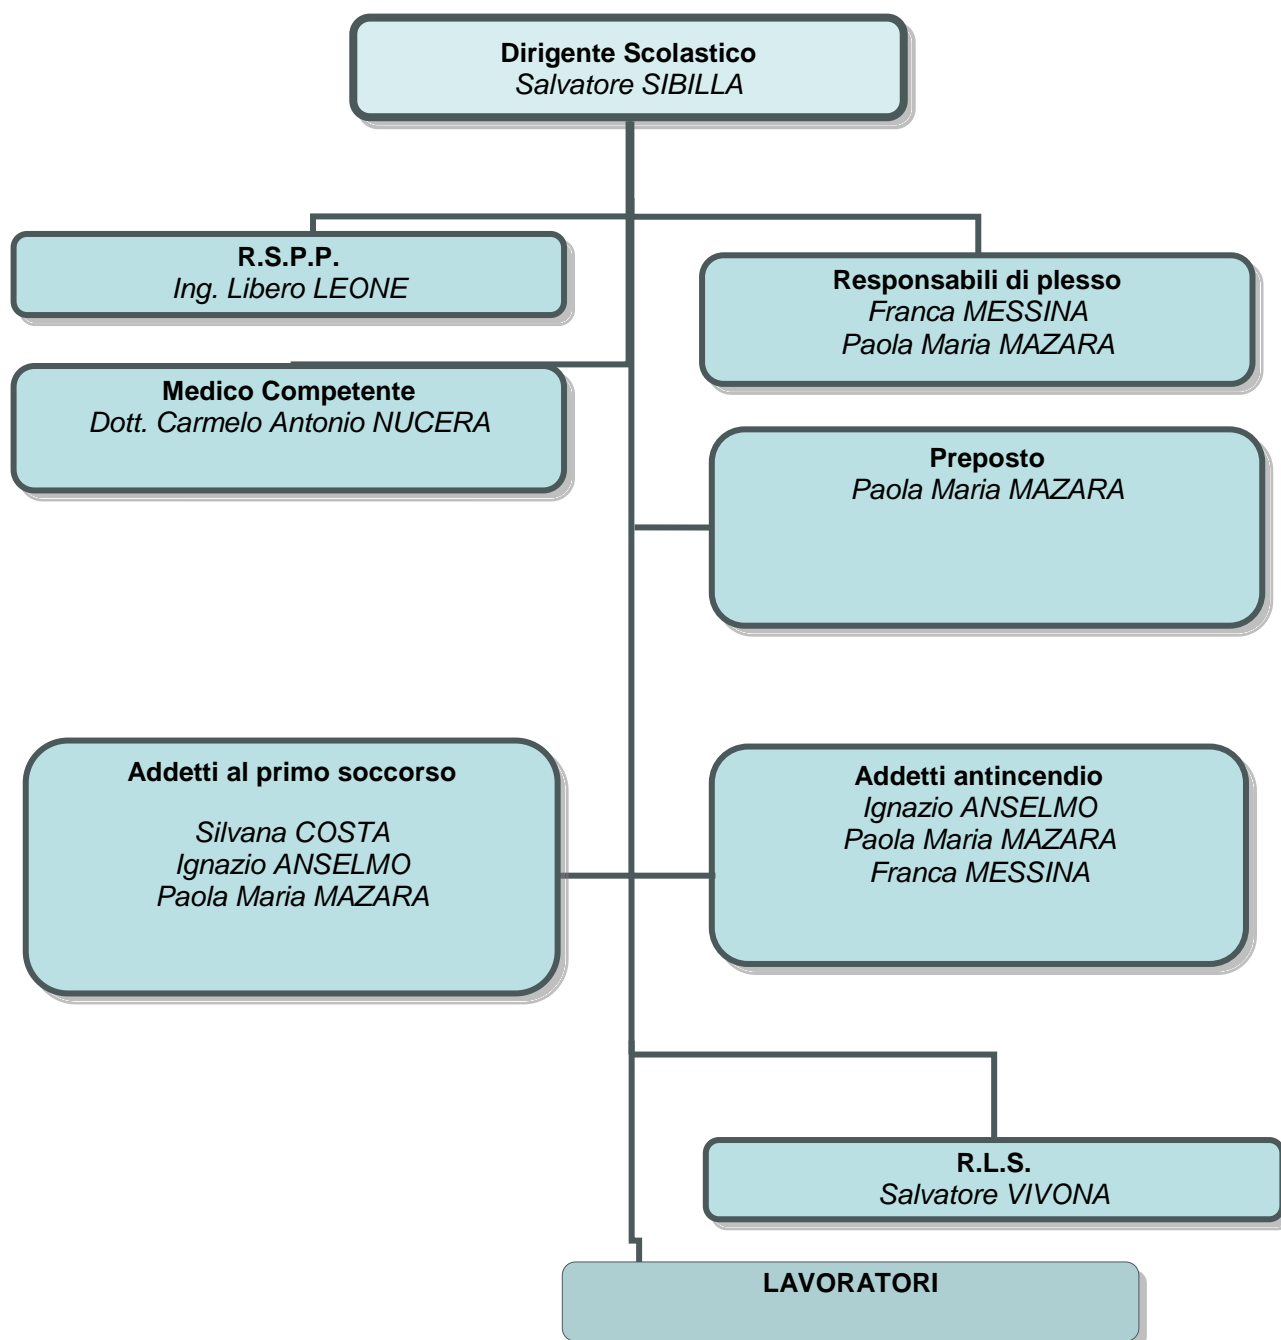 Dirigente Scolastico
Salvatore SIBILLA
R.S.P.P.
Ing. Libero LEONE
Responsabili di plesso
Franca MESSINA
Paola Maria MAZARA
Medico Competente
Dott. Carmelo Antonio NUCERA
Preposto
Paola Maria MAZARA
Addetti al primo soccorso
Silvana COSTA
Ignazio ANSELMO
Paola Maria MAZARA
Addetti antincendio
Ignazio ANSELMO
Paola Maria MAZARA
Franca MESSINA
R.L.S.
Salvatore VIVONA
LAVORATORI